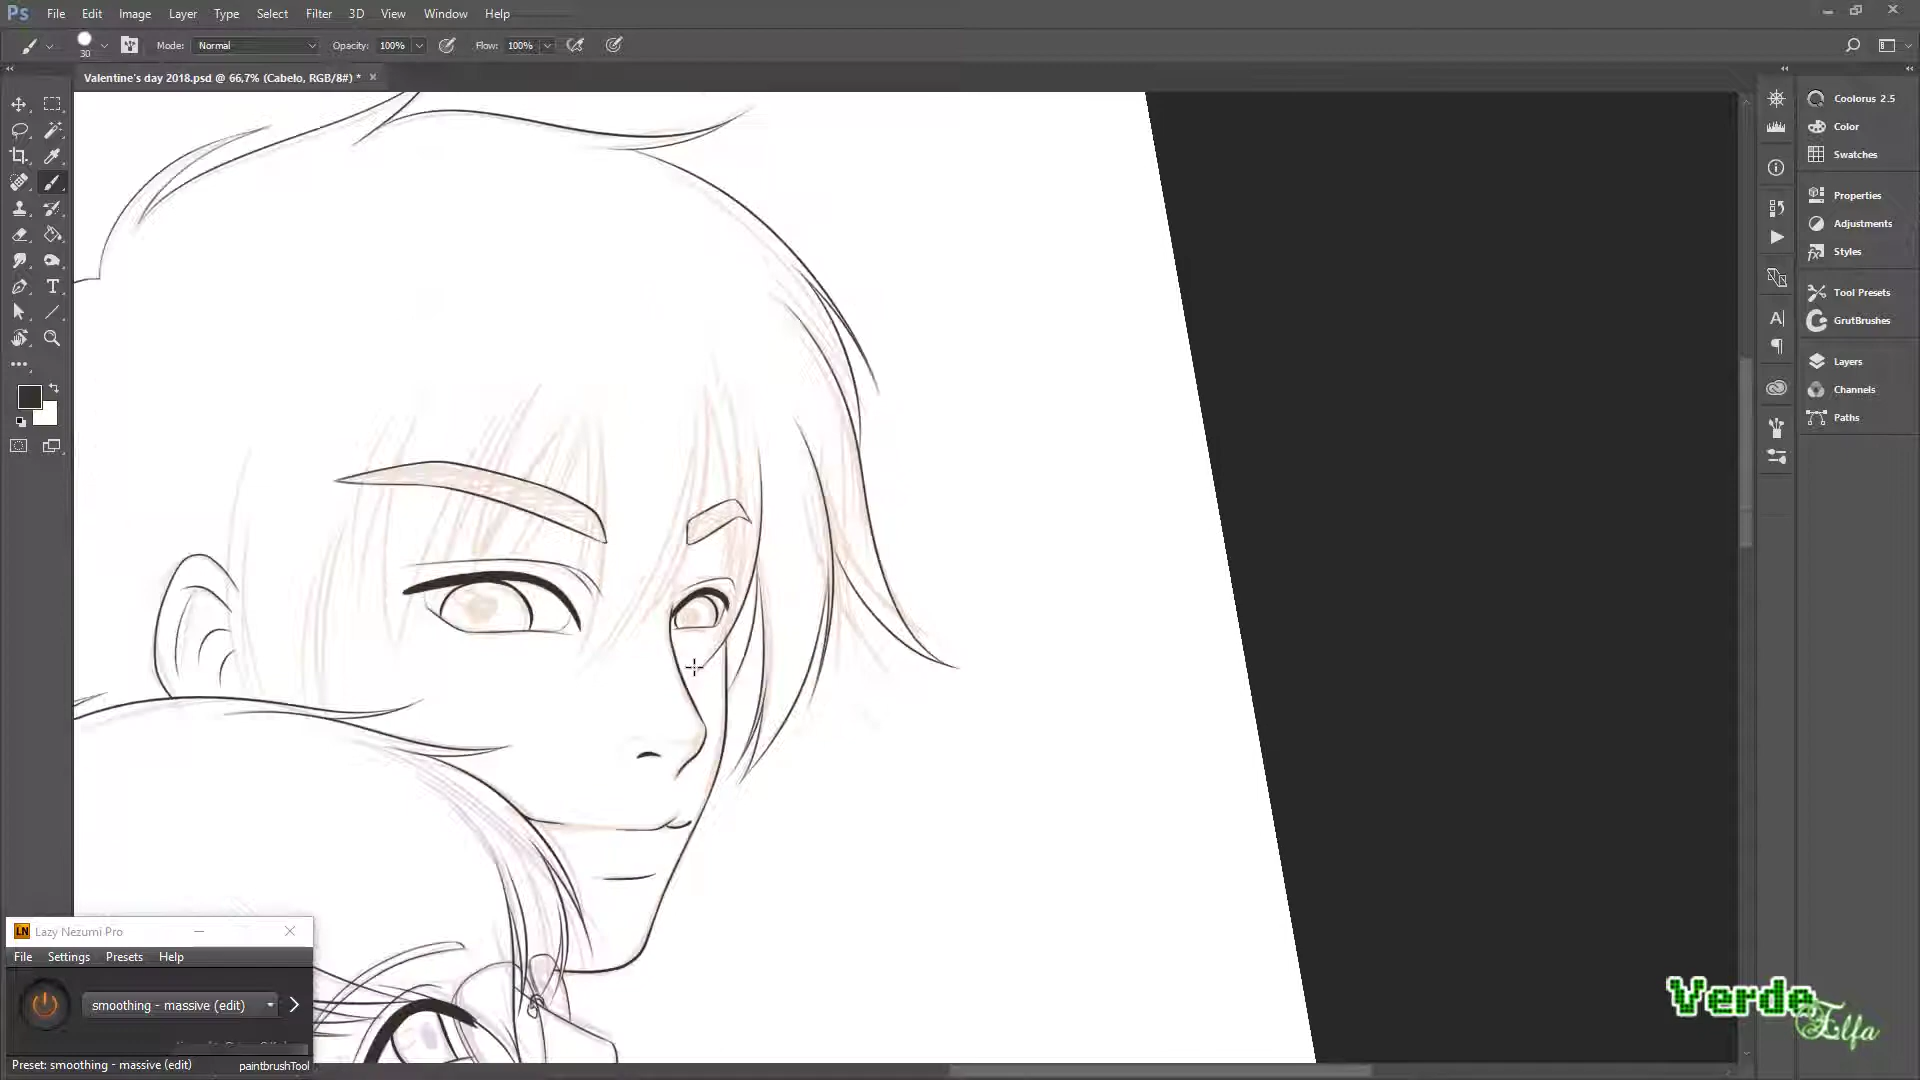 Ps File Edit Image Layer Type Select Filter 3D View Window Help
30 Mode: Normal Opacity: 100% Flow: 100%
Valentine's day 2018.psd @ 66,7% (Cabelo, RGB/8#) * ×
Coolorus 2.5
Color
Swatches
Properties
Adjustments
Styles
Tool Presets
GrutBrushes
Layers
Channels
Paths
LN Lazy Nezumi Pro
File Settings Presets Help
smoothing - massive (edit)
Preset: smoothing - massive (edit) paintbrushTool
Verde
Elfa